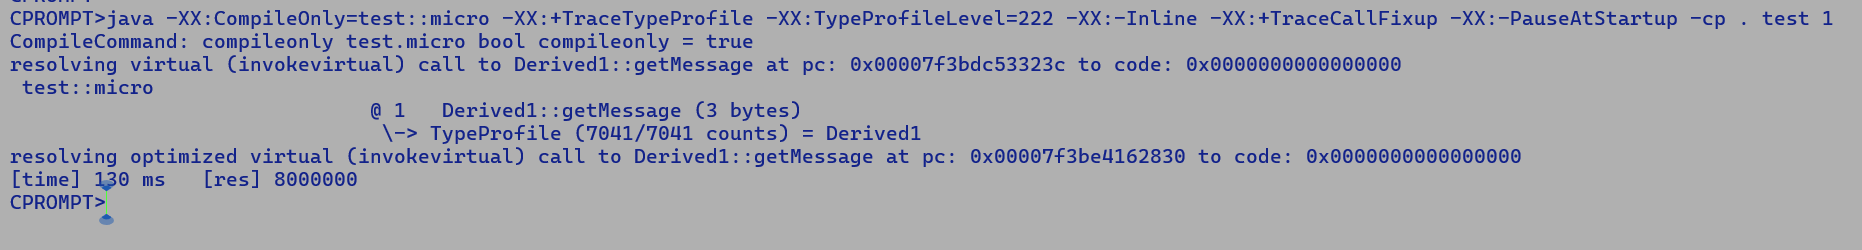 CPROMPT>java -XX:CompileOnly=test::micro -XX:+TraceTypeProfile -XX:TypeProfileLevel=222 -XX:-Inline -XX:+TraceCallFixup -XX:-PauseAtStartup -cp . test 1
CompileCommand: compileonly test.micro bool compileonly = true
resolving virtual (invokevirtual) call to Derived1::getMessage at pc: 0x00007f3bdc53323c to code: 0x0000000000000000
test::micro
@ 1   Derived1::getMessage (3 bytes)
\-> TypeProfile (7041/7041 counts) = Derived1
resolving optimized virtual (invokevirtual) call to Derived1::getMessage at pc: 0x00007f3be4162830 to code: 0x0000000000000000
[time] 130 ms   [res] 8000000
CPROMPT>